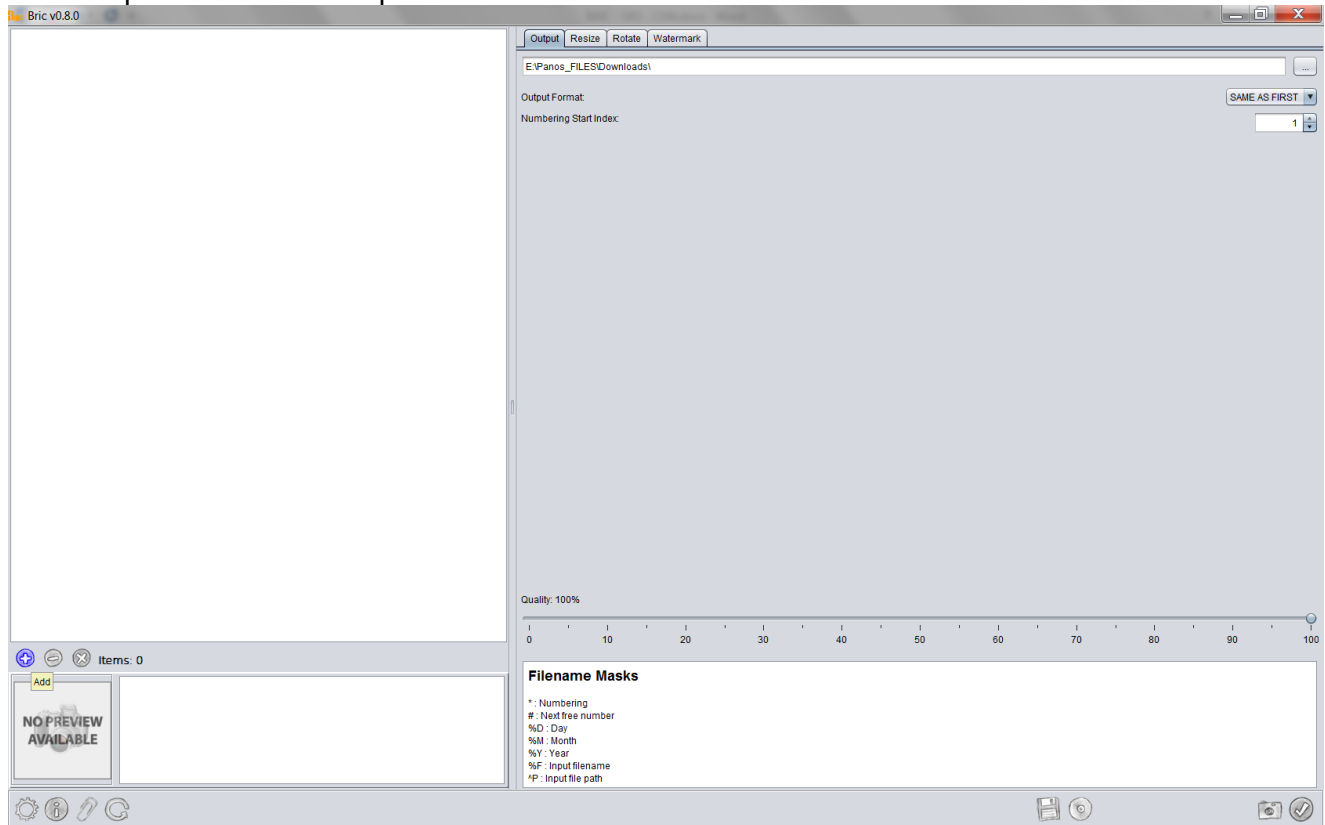 Bric v0.8.0
Output Resize Rotate Watermark
E:\Panos_FILES\Downloads\ ...
Output Format: SAME AS FIRST
Numbering Start Index: 1
Quality: 100%
0 10 20 30 40 50 60 70 80 90 100
Items: 0
Add
NO PREVIEW
AVAILABLE
Filename Masks
* : Numbering
# : Next free number
%D : Day
%M : Month
%Y : Year
%F : Input filename
^P : Input file path